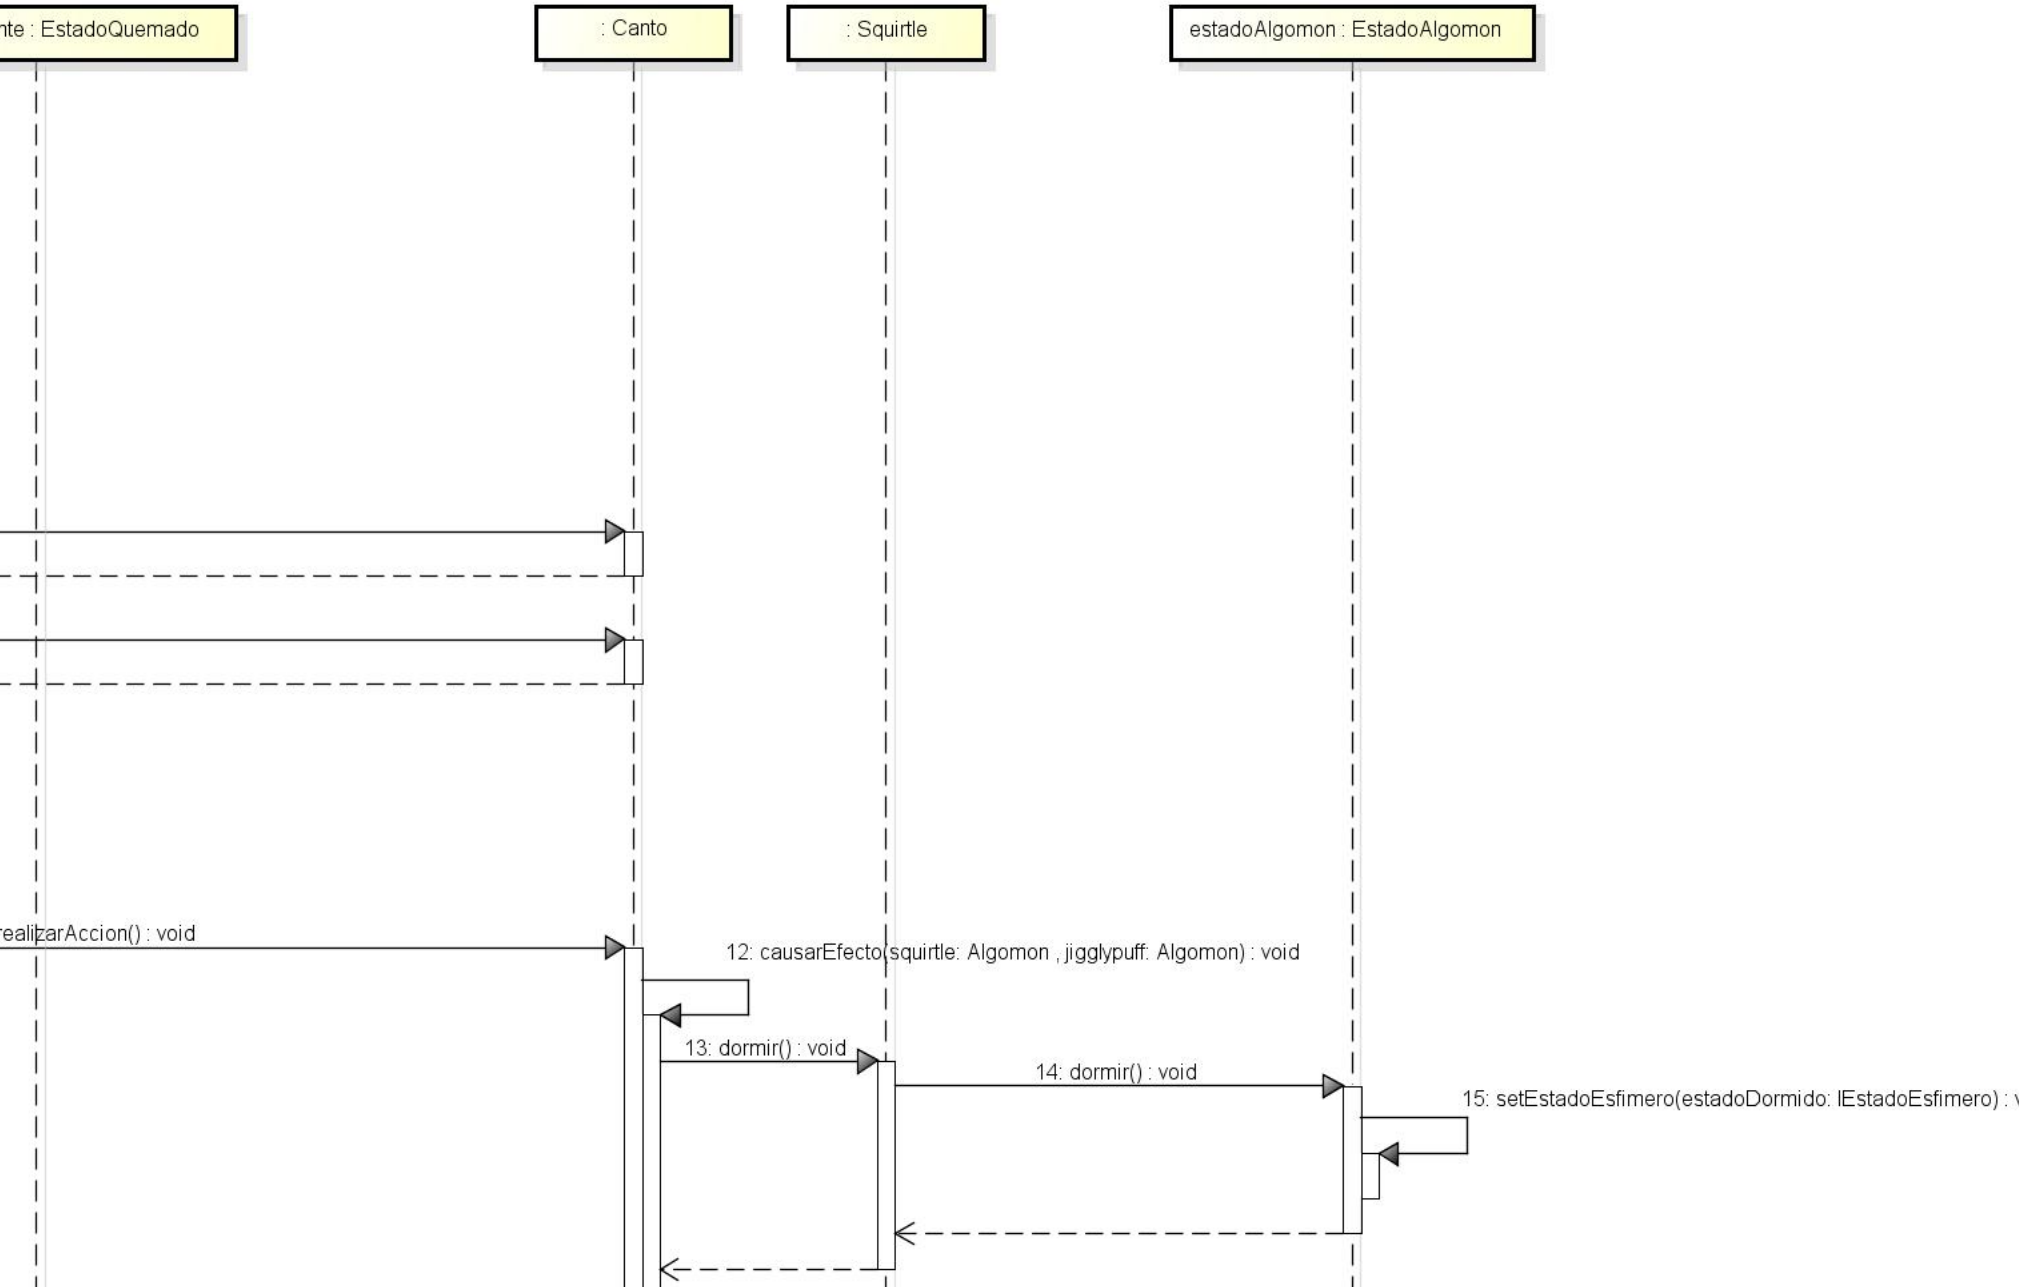 nte : EstadoQuemado
: Canto
: Squirtle
estadoAlgomon : EstadoAlgomon
realizarAccion() : void
12: causarEfecto(squirtle: Algomon , jigglypuff: Algomon) : void
13: dormir() : void
14: dormir() : void
15: setEstadoEsfimero(estadoDormido: IEstadoEsfimero) : v